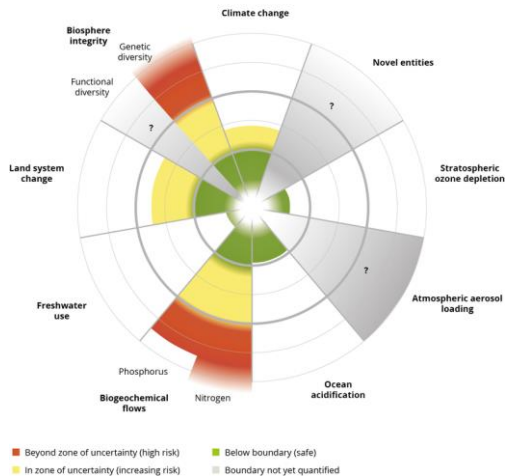 Climate change
Biosphere
integrity
Genetic
diversity
Novel entities
Functional
diversity
?
?
Land system
change
Stratospheric
ozone depletion
?
Atmospheric aerosol
loading
Freshwater
use
Phosphorus
Ocean
acidification
Biogeochemical
flows
Nitrogen
Beyond zone of uncertainty (high risk)
Below boundary (safe)
In zone of uncertainty (increasing risk)
Boundary not yet quantified